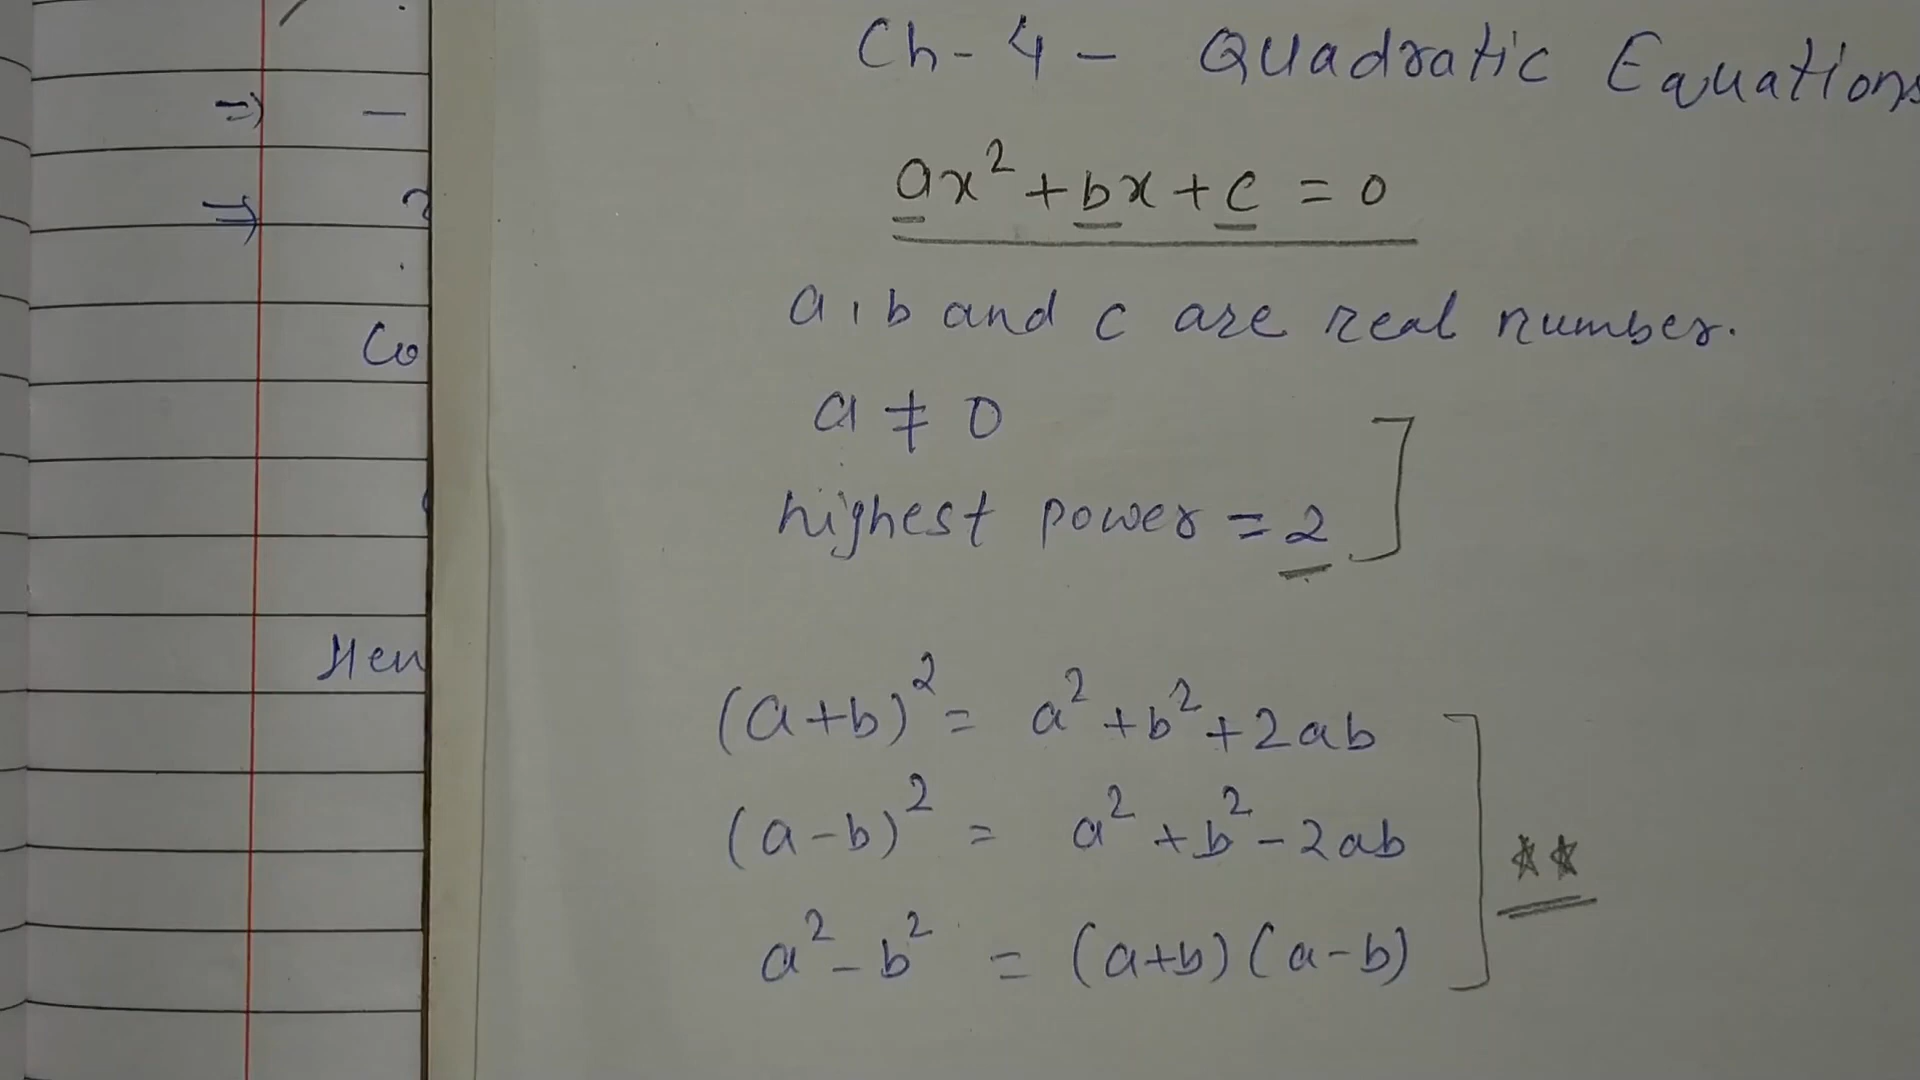 Ch-4- Quadratic Equations
ax² + bx + c = 0
a, b and c are real number.
a ≠ 0
highest power = 2
(a+b)² = a² + b² + 2ab
(a-b)² = a² + b² - 2ab
a² - b² = (a+b)(a-b)
⇒ —
⇒
Co
Hen